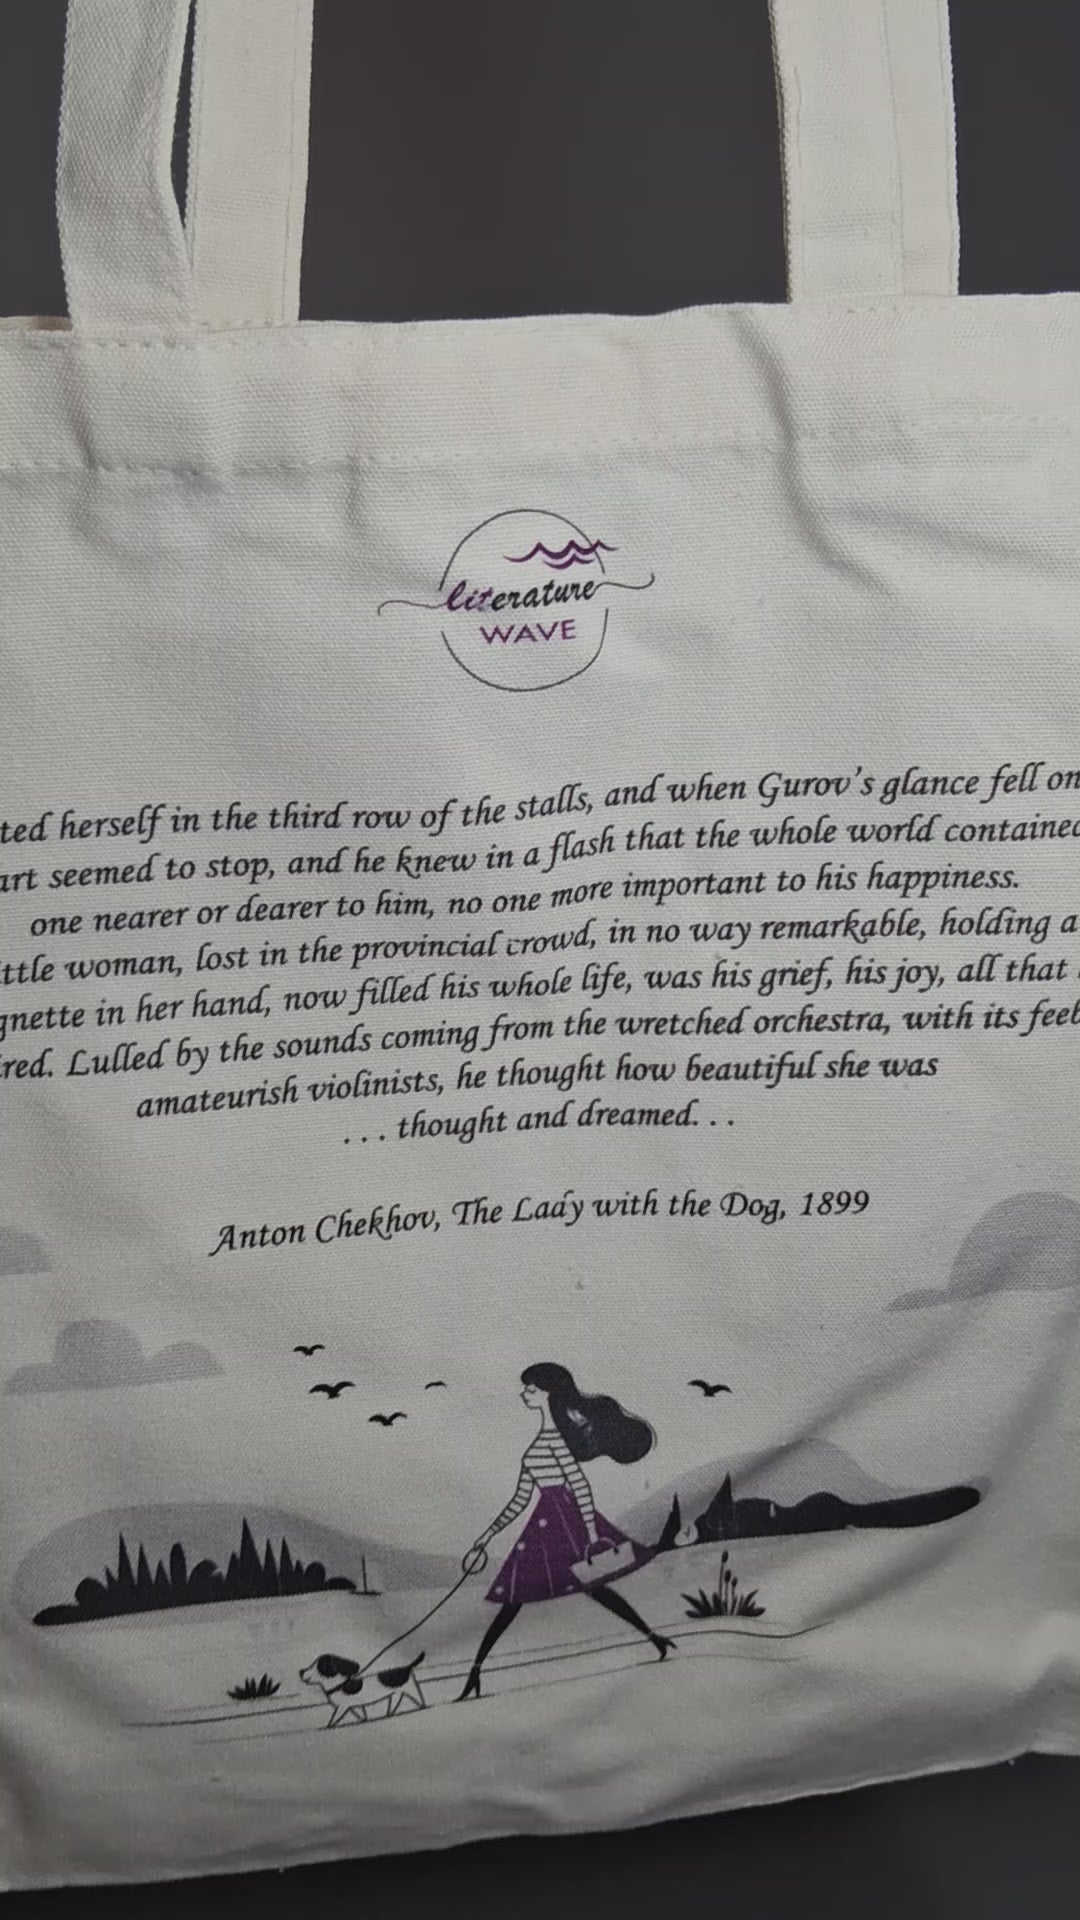 literature
WAVE
ted herself in the third row of the stalls, and when Gurov's glance fell on
art seemed to stop, and he knew in a flash that the whole world contained
one nearer or dearer to him, no one more important to his happiness.
ittle woman, lost in the provincial crowd, in no way remarkable, holding a
gnette in her hand, now filled his whole life, was his grief, his joy, all that
red. Lulled by the sounds coming from the wretched orchestra, with its feeb
amateurish violinists, he thought how beautiful she was
. . . thought and dreamed. . .
Anton Chekhov, The Lady with the Dog, 1899